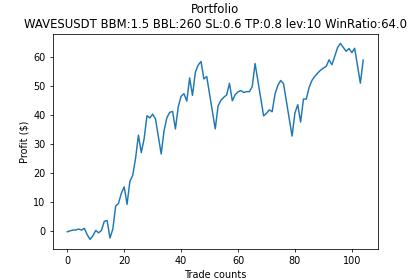 Portfolio
WAVESUSDT BBM:1.5 BBL:260 SL:0.6 TP:0.8 lev:10 WinRatio:64.0
60
50
40
30
20
10
0
Profit ($)
0 20 40 60 80 100
Trade counts